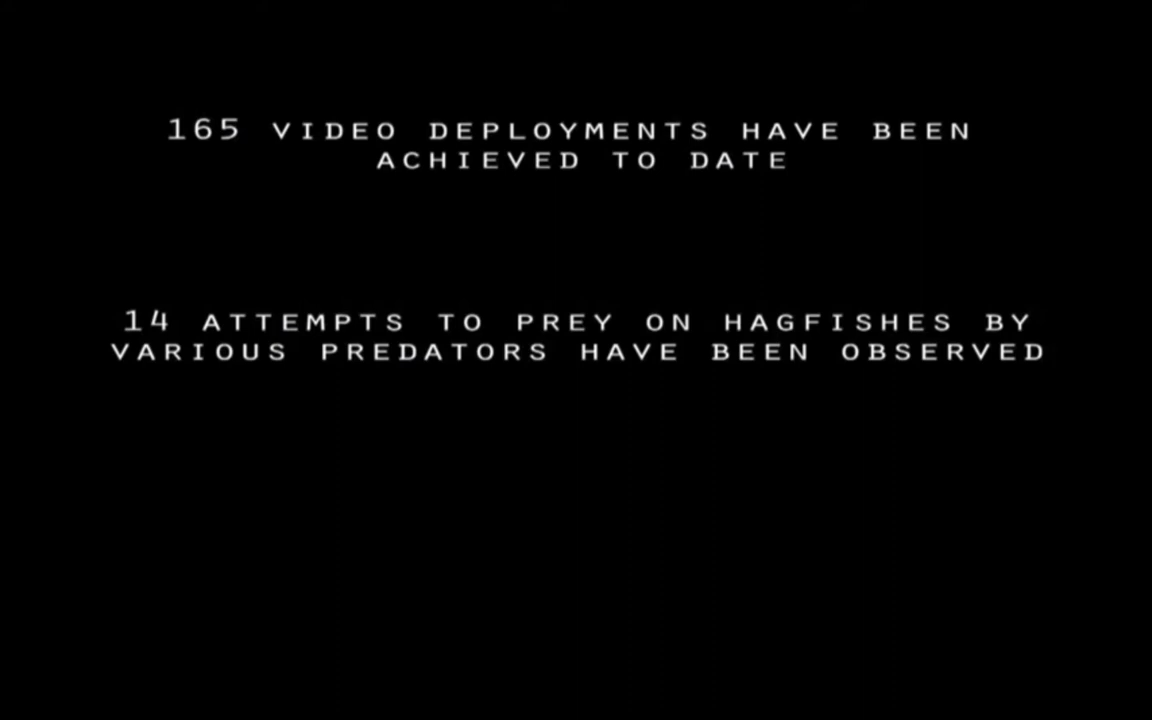 165 VIDEO DEPLOYMENTS HAVE BEEN
ACHIEVED TO DATE
14 ATTEMPTS TO PREY ON HAGFISHES BY
VARIOUS PREDATORS HAVE BEEN OBSERVED